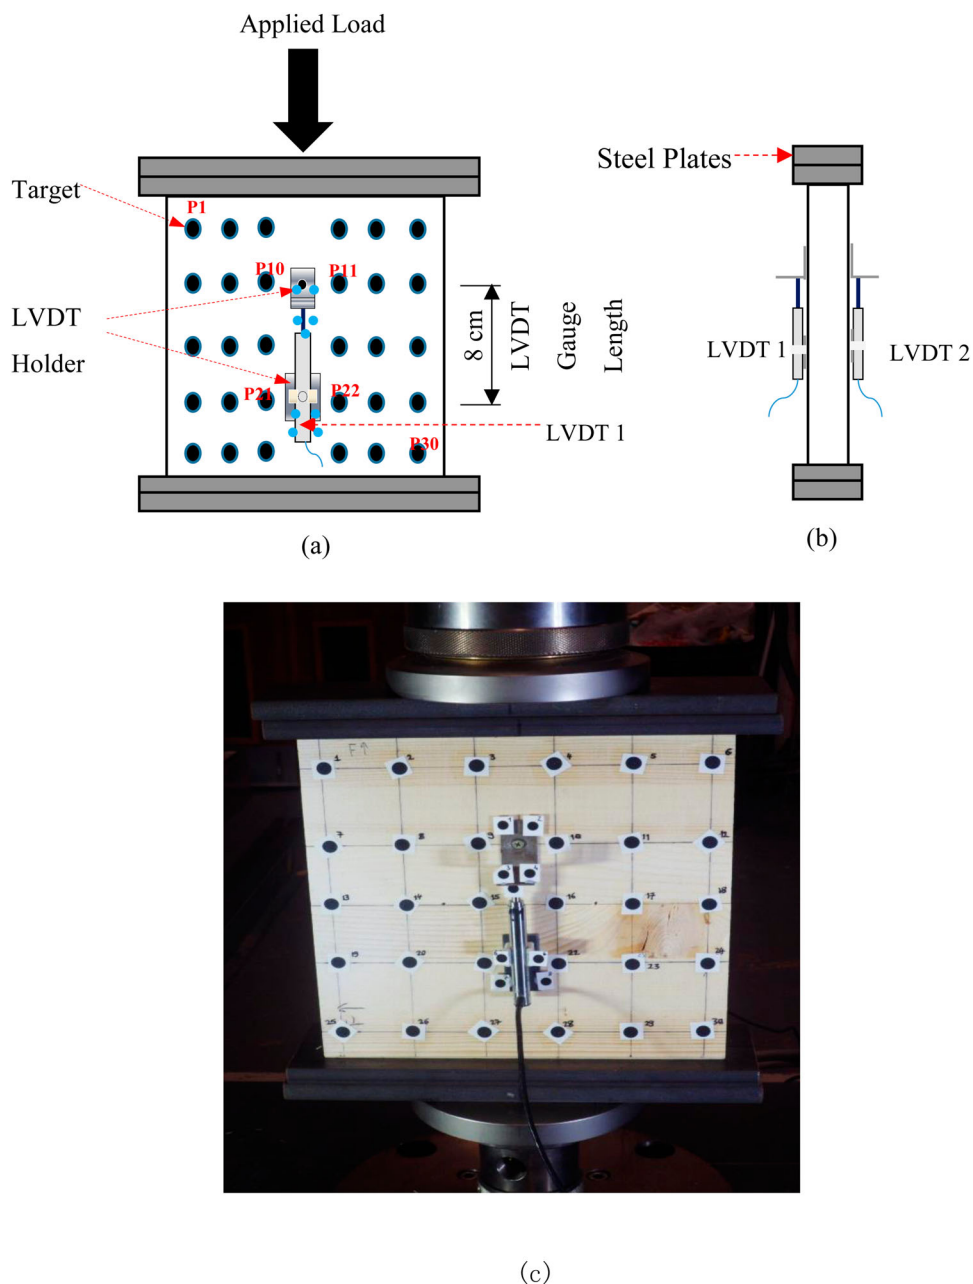 Applied Load
Steel Plates
Target
P1
P10
P11
LVDT
Holder
8 cm
LVDT
Gauge
Length
P21
P22
LVDT 1
P30
LVDT 1
LVDT 2
(a)
(b)
F↑
1 2 3 4 5 6
7 8 9 10 11 12
13 14 15 16 17 18
19 20 22 23 24
25 26 27 28 29 30
(c)